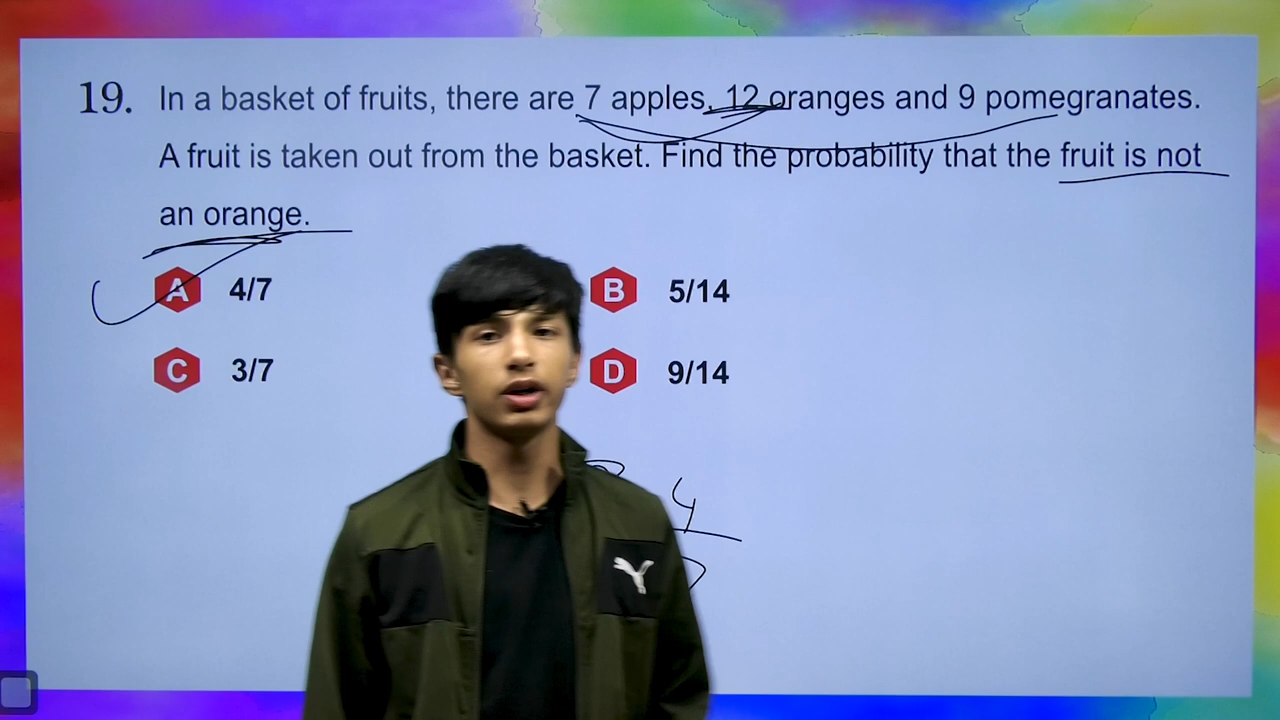 19. In a basket of fruits, there are 7 apples, 12 oranges and 9 pomegranates.
A fruit is taken out from the basket. Find the probability that the fruit is not
an orange.
A 4/7
B 5/14
C 3/7
D 9/14
4